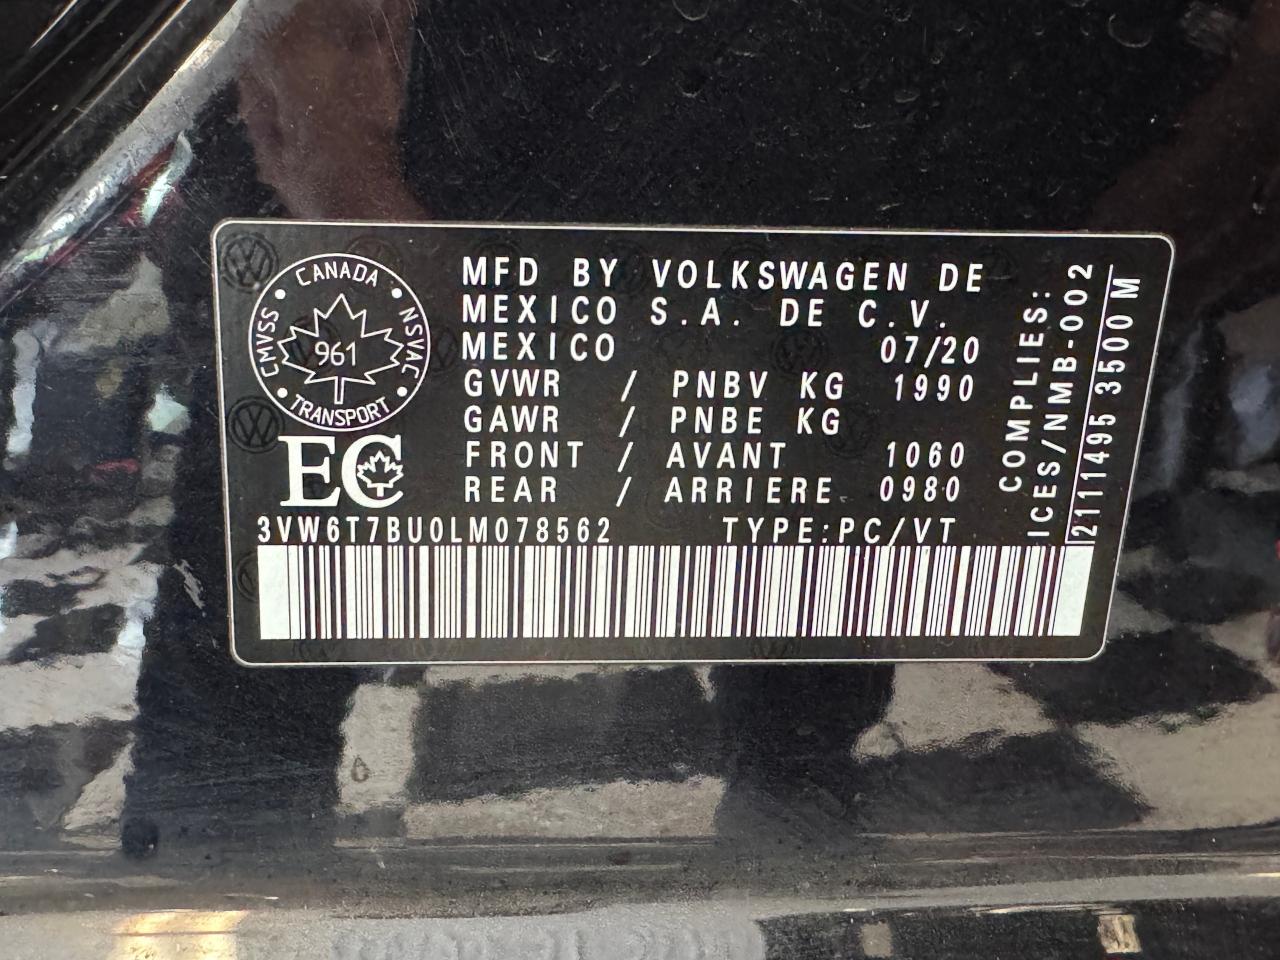 CANADA
CMVSS
NSVAC
961
TRANSPORT
EC
MFD BY VOLKSWAGEN DE
MEXICO S.A. DE C.V.
MEXICO 07/20
GVWR / PNBV KG 1990
GAWR / PNBE KG
FRONT / AVANT 1060
REAR / ARRIERE 0980
3VW6T7BU0LM078562 TYPE:PC/VT
COMPLIES:
ICES/NMB-002
2111495 3500 M